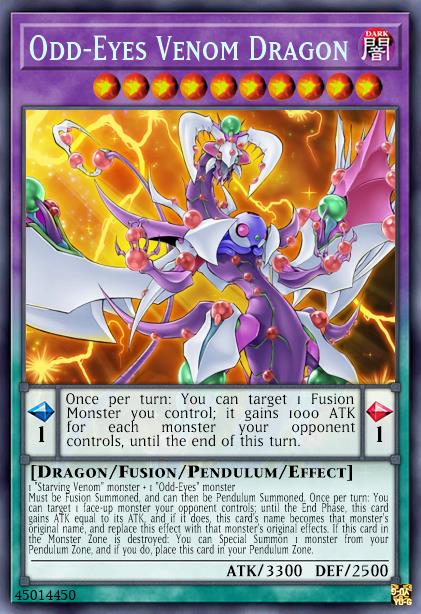 Odd-Eyes Venom Dragon
DARK
闇
Once per turn: You can target 1 Fusion
Monster you control; it gains 1000 ATK
for each monster your opponent
controls, until the end of this turn.
1
1
[Dragon/Fusion/Pendulum/Effect]
1 "Starving Venom" monster + 1 "Odd-Eyes" monster
Must be Fusion Summoned, and can then be Pendulum Summoned. Once per turn: You
can target 1 face-up monster your opponent controls; until the End Phase, this card
gains ATK equal to its ATK, and if it does, this card's name becomes that monster's
original name, and replace this effect with that monster's original effects. If this card in
the Monster Zone is destroyed: You can Special Summon 1 monster from your
Pendulum Zone, and if you do, place this card in your Pendulum Zone.
ATK/3300 DEF/2500
45014450